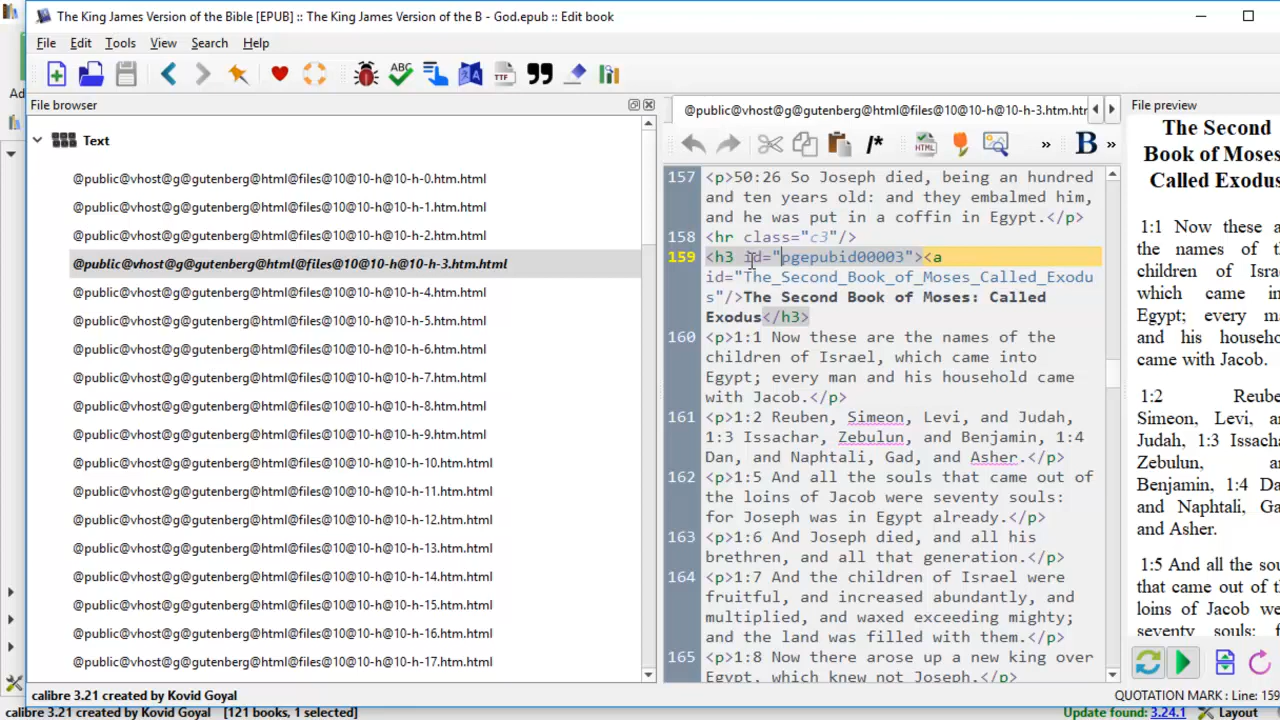 The King James Version of the Bible [EPUB] :: The King James Version of the B - God.epub :: Edit book
File Edit Tools View Search Help
ABC
TTF
Ad
File browser
Text
@public@vhost@g@gutenberg@html@files@10@10-h@10-h-0.htm.html
@public@vhost@g@gutenberg@html@files@10@10-h@10-h-1.htm.html
@public@vhost@g@gutenberg@html@files@10@10-h@10-h-2.htm.html
@public@vhost@g@gutenberg@html@files@10@10-h@10-h-3.htm.html
@public@vhost@g@gutenberg@html@files@10@10-h@10-h-4.htm.html
@public@vhost@g@gutenberg@html@files@10@10-h@10-h-5.htm.html
@public@vhost@g@gutenberg@html@files@10@10-h@10-h-6.htm.html
@public@vhost@g@gutenberg@html@files@10@10-h@10-h-7.htm.html
@public@vhost@g@gutenberg@html@files@10@10-h@10-h-8.htm.html
@public@vhost@g@gutenberg@html@files@10@10-h@10-h-9.htm.html
@public@vhost@g@gutenberg@html@files@10@10-h@10-h-10.htm.html
@public@vhost@g@gutenberg@html@files@10@10-h@10-h-11.htm.html
@public@vhost@g@gutenberg@html@files@10@10-h@10-h-12.htm.html
@public@vhost@g@gutenberg@html@files@10@10-h@10-h-13.htm.html
@public@vhost@g@gutenberg@html@files@10@10-h@10-h-14.htm.html
@public@vhost@g@gutenberg@html@files@10@10-h@10-h-15.htm.html
@public@vhost@g@gutenberg@html@files@10@10-h@10-h-16.htm.html
@public@vhost@g@gutenberg@html@files@10@10-h@10-h-17.htm.html
@public@vhost@g@gutenberg@html@files@10@10-h@10-h-3.htm.htr
/* HTML » B »
157 <p>50:26 So Joseph died, being an hundred
and ten years old: and they embalmed him,
and he was put in a coffin in Egypt.</p>
158 <hr class="c3"/>
159 <h3 id="pgepubid00003"><a
id="The_Second_Book_of_Moses_Called_Exodu
s"/>The Second Book of Moses: Called
Exodus</h3>
160 <p>1:1 Now these are the names of the
children of Israel, which came into
Egypt; every man and his household came
with Jacob.</p>
161 <p>1:2 Reuben, Simeon, Levi, and Judah,
1:3 Issachar, Zebulun, and Benjamin, 1:4
Dan, and Naphtali, Gad, and Asher.</p>
162 <p>1:5 And all the souls that came out of
the loins of Jacob were seventy souls:
for Joseph was in Egypt already.</p>
163 <p>1:6 And Joseph died, and all his
brethren, and all that generation.</p>
164 <p>1:7 And the children of Israel were
fruitful, and increased abundantly, and
multiplied, and waxed exceeding mighty;
and the land was filled with them.</p>
165 <p>1:8 Now there arose up a new king over
Egypt, which knew not Joseph.</p>
File preview
The Second
Book of Moses
Called Exodus
1:1 Now these a
the names of th
children of Isra
which came in
Egypt; every ma
and his househo
came with Jacob.
1:2 Reube
Simeon, Levi, an
Judah, 1:3 Issacha
Zebulun, an
Benjamin, 1:4 Da
and Naphtali, Ga
and Asher.
1:5 And all the sou
that came out of th
loins of Jacob we
seventy souls: f
calibre 3.21 created by Kovid Goyal
QUOTATION MARK : Line: 159
calibre 3.21 created by Kovid Goyal [121 books, 1 selected]
Update found: 3.24.1
Layout